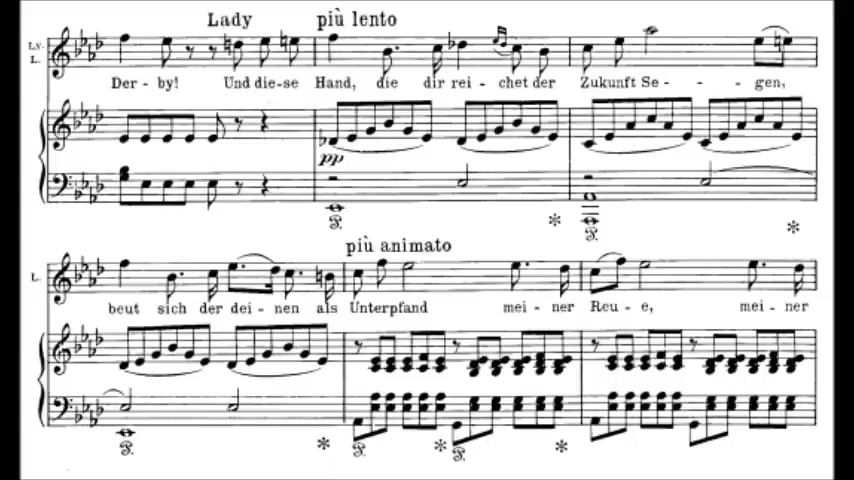 Lady più lento
Lv.
L.
Der - by! Und die-se Hand, die dir rei - chet der Zukunft Se - - - gen,
pp
più animato
L.
beut sich der dei - nen als Unterpfand mei - ner Reu - e, mei - ner